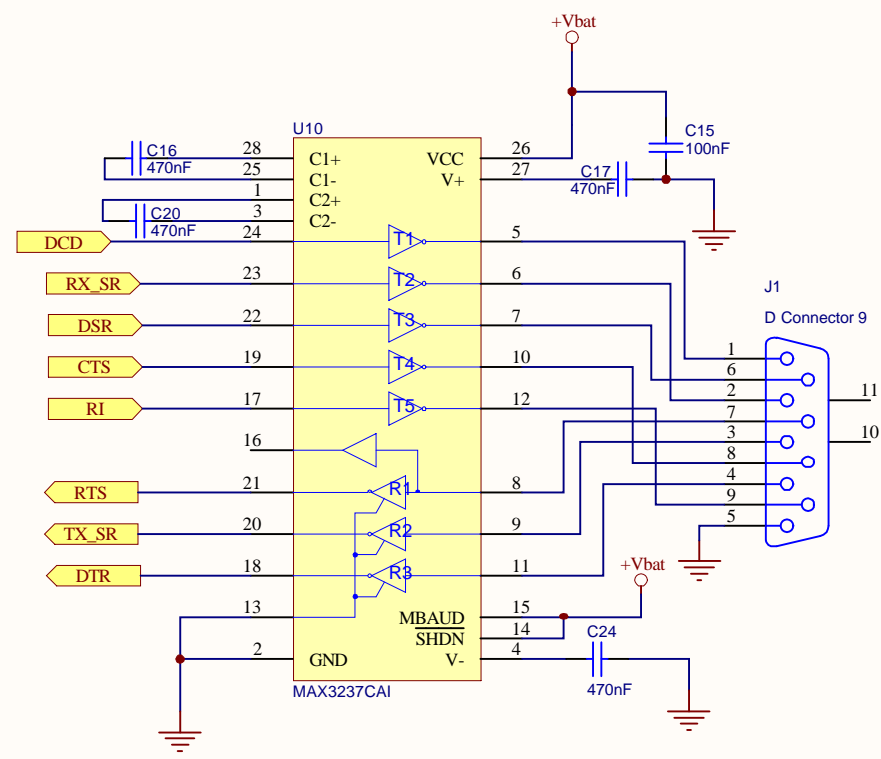 +Vbat
U10
C16
470nF
28
25
1
3
C20
470nF
C1+
C1-
C2+
C2-
VCC
V+
26
27
C17
470nF
C15
100nF
DCD
24
T1
5
RX_SR
23
T2
6
DSR
22
T3
7
CTS
19
T4
10
RI
17
T5
12
16
RTS
21
R1
8
TX_SR
20
R2
9
DTR
18
R3
11
13
MBAUD
15
SHDN
14
2
GND
V-
4
MAX3237CAI
+Vbat
C24
470nF
J1
D Connector 9
1
6
2
7
3
8
4
9
5
11
10